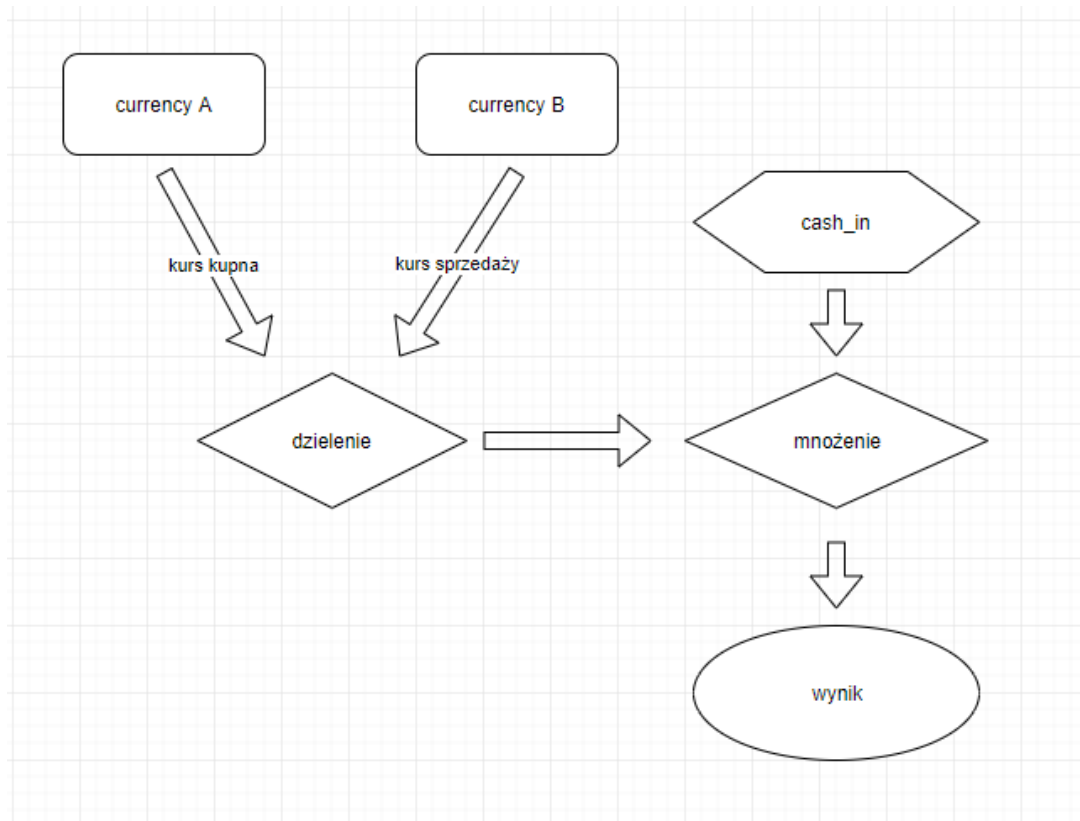 currency A
currency B
cash_in
kurs kupna
kurs sprzedaży
dzielenie
mnożenie
wynik